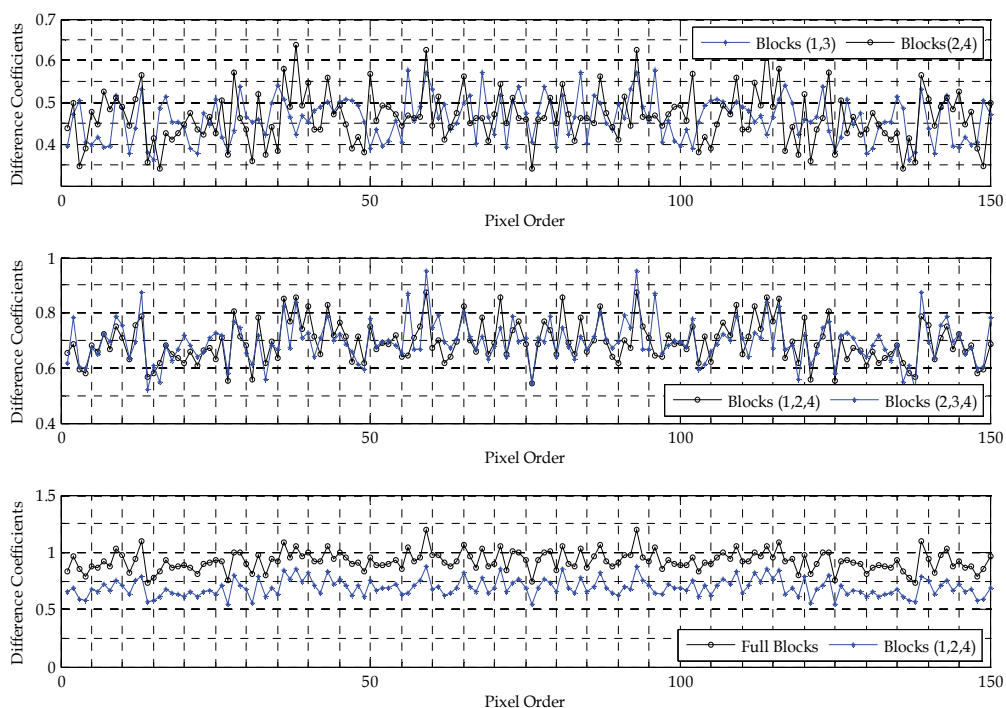 0.7
0.6
0.5
0.4
Difference Coefficients
Blocks (1,3) Blocks(2,4)
0 50 100 150
Pixel Order
1
0.8
0.6
0.4
Difference Coefficients
Blocks (1,2,4) Blocks (2,3,4)
0 50 100 150
Pixel Order
1.5
1
0.5
0
Difference Coefficients
Full Blocks Blocks (1,2,4)
0 50 100 150
Pixel Order